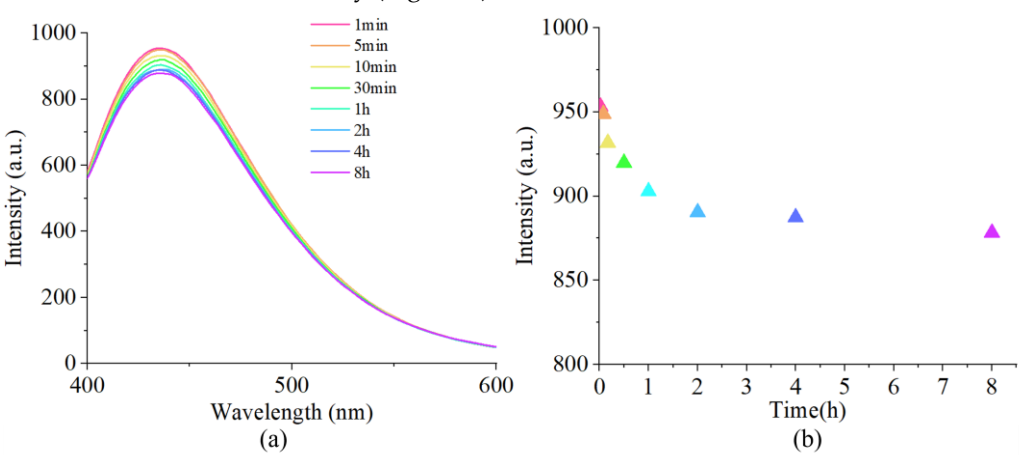 1000
800
600
400
200
0
400
500
600
Intensity (a.u.)
Wavelength (nm)
1min
5min
10min
30min
1h
2h
4h
8h
(a)
1000
950
900
850
800
0 1 2 3 4 5 6 7 8
Intensity (a.u.)
Time(h)
(b)